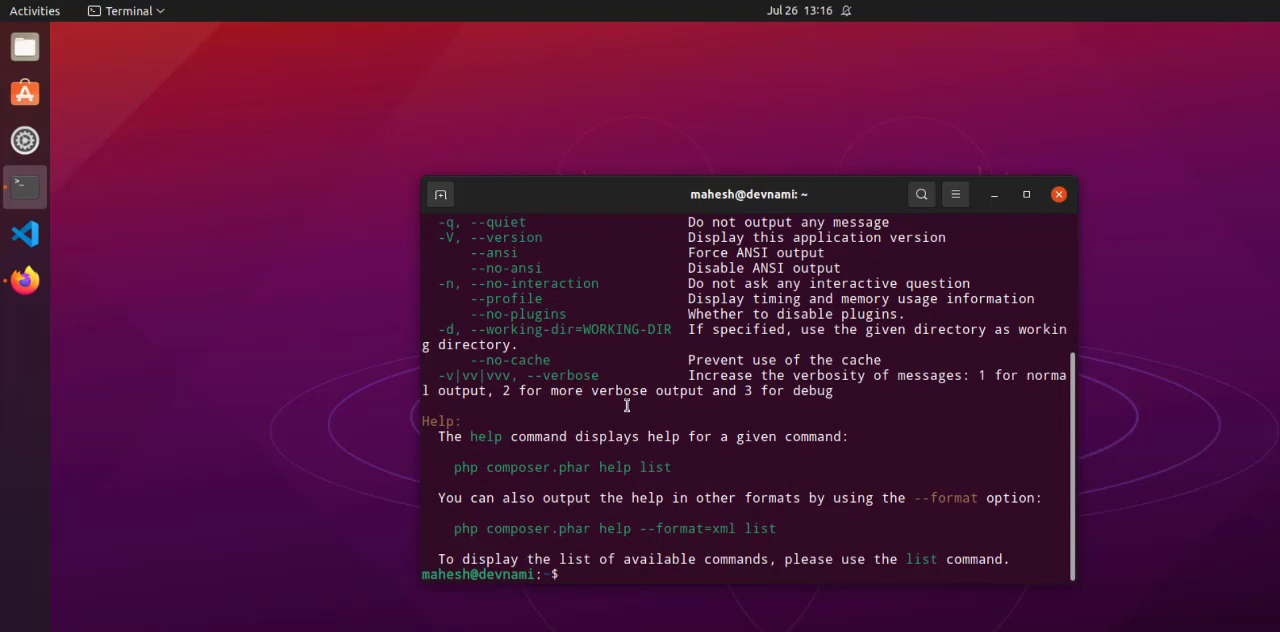 Activities Terminal Jul 26 13:16
mahesh@devnami: ~
-q, --quiet Do not output any message
-V, --version Display this application version
--ansi Force ANSI output
--no-ansi Disable ANSI output
-n, --no-interaction Do not ask any interactive question
--profile Display timing and memory usage information
--no-plugins Whether to disable plugins.
-d, --working-dir=WORKING-DIR If specified, use the given directory as workin
g directory.
--no-cache Prevent use of the cache
-v|vv|vvv, --verbose Increase the verbosity of messages: 1 for norma
l output, 2 for more verbose output and 3 for debug
Help:
The help command displays help for a given command:
php composer.phar help list
You can also output the help in other formats by using the --format option:
php composer.phar help --format=xml list
To display the list of available commands, please use the list command.
mahesh@devnami:~$